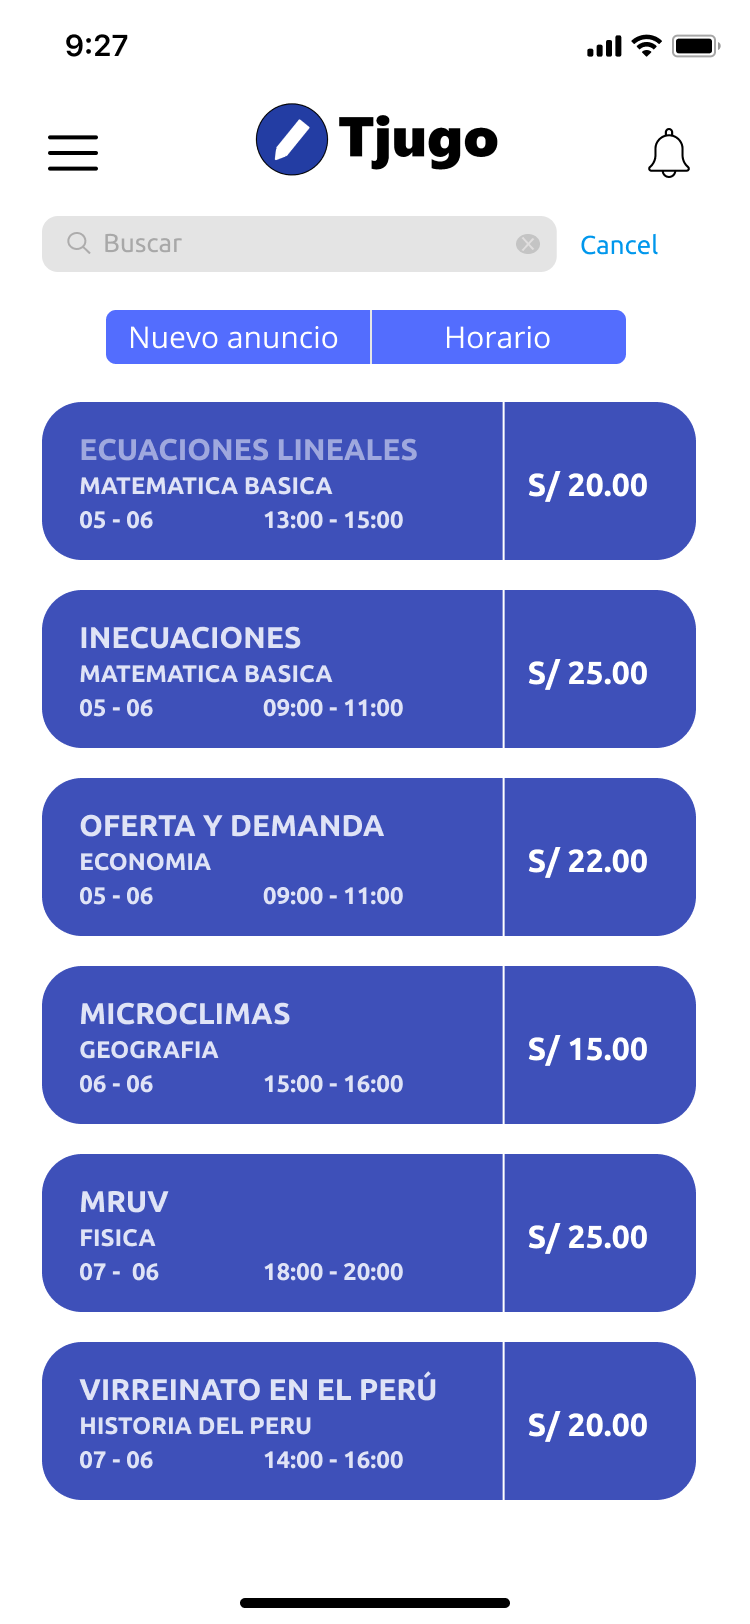 9:27
Tjugo
Buscar
Cancel
Nuevo anuncio
Horario
ECUACIONES LINEALES
MATEMATICA BASICA
05 - 06 13:00 - 15:00
S/ 20.00
INECUACIONES
MATEMATICA BASICA
05 - 06 09:00 - 11:00
S/ 25.00
OFERTA Y DEMANDA
ECONOMIA
05 - 06 09:00 - 11:00
S/ 22.00
MICROCLIMAS
GEOGRAFIA
06 - 06 15:00 - 16:00
S/ 15.00
MRUV
FISICA
07 -  06 18:00 - 20:00
S/ 25.00
VIRREINATO EN EL PERÚ
HISTORIA DEL PERU
07 - 06 14:00 - 16:00
S/ 20.00